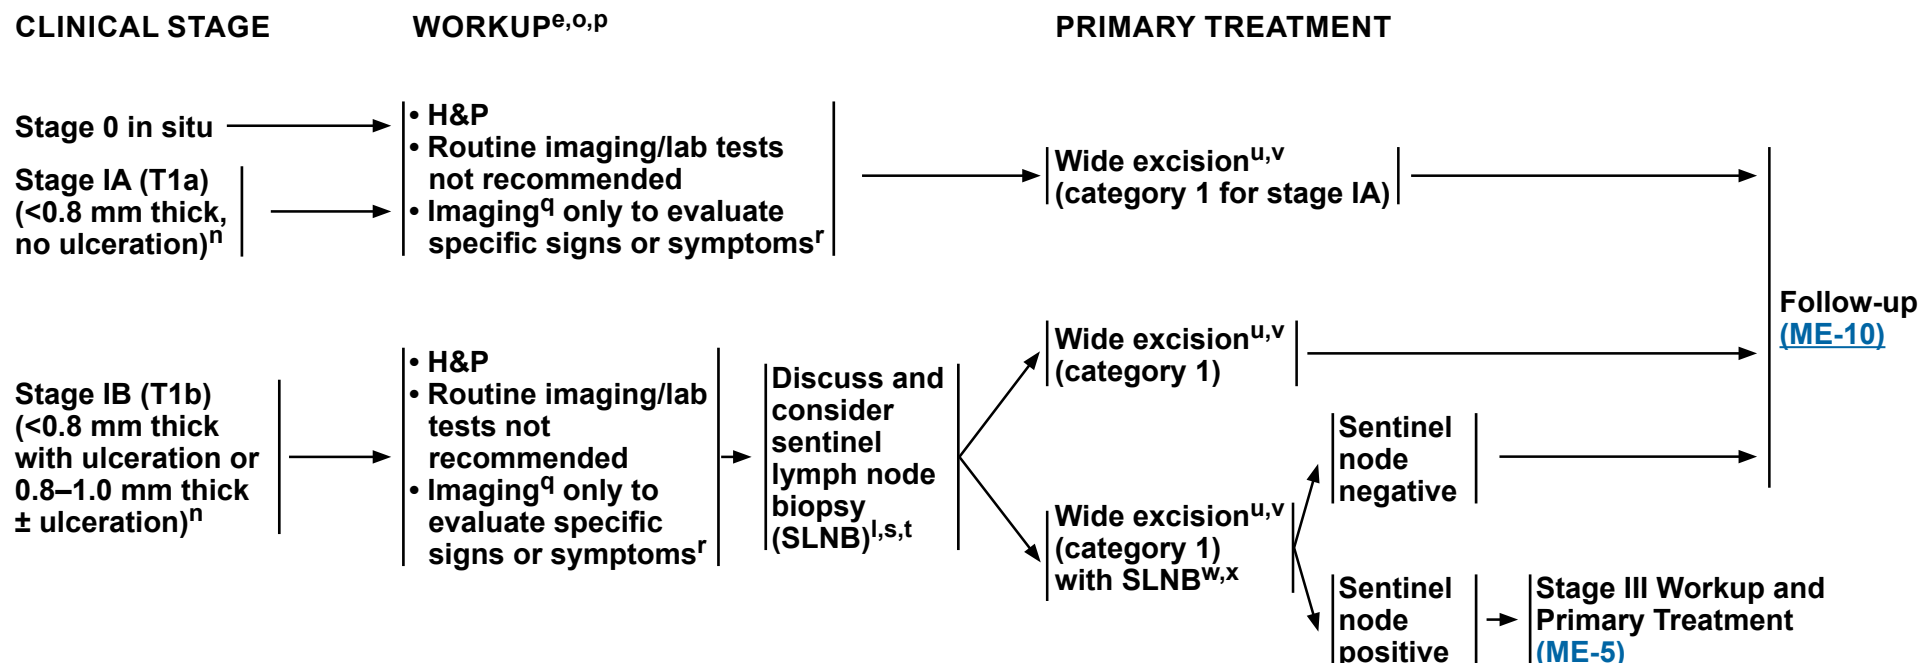 CLINICAL STAGE
WORKUPe,o,p
PRIMARY TREATMENT
Stage 0 in situ
Stage IA (T1a)
(<0.8 mm thick,
no ulceration)n
• H&P
• Routine imaging/lab tests
not recommended
• Imagingq only to evaluate
specific signs or symptomsr
Wide excisionu,v
(category 1 for stage IA)
Stage IB (T1b)
(<0.8 mm thick
with ulceration or
0.8–1.0 mm thick
± ulceration)n
• H&P
• Routine imaging/lab
tests not
recommended
• Imagingq only to
evaluate specific
signs or symptomsr
Discuss and
consider
sentinel
lymph node
biopsy
(SLNB)l,s,t
Wide excisionu,v
(category 1)
Wide excisionu,v
(category 1)
with SLNBw,x
Sentinel
node
negative
Sentinel
node
positive
Stage III Workup and
Primary Treatment
(ME-5)
Follow-up
(ME-10)